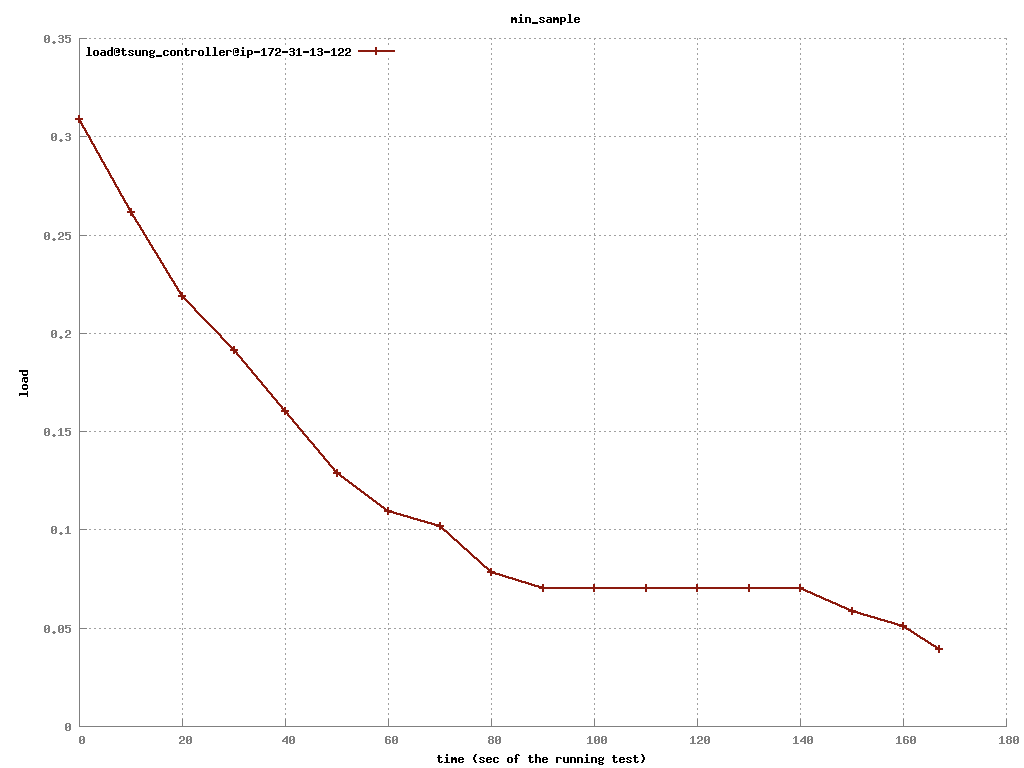 min_sample
0.35
load@tsung_controller@ip-172-31-13-122
0.3
0.25
0.2
load
0.15
0.1
0.05
0
0 20 40 60 80 100 120 140 160 180
time (sec of the running test)